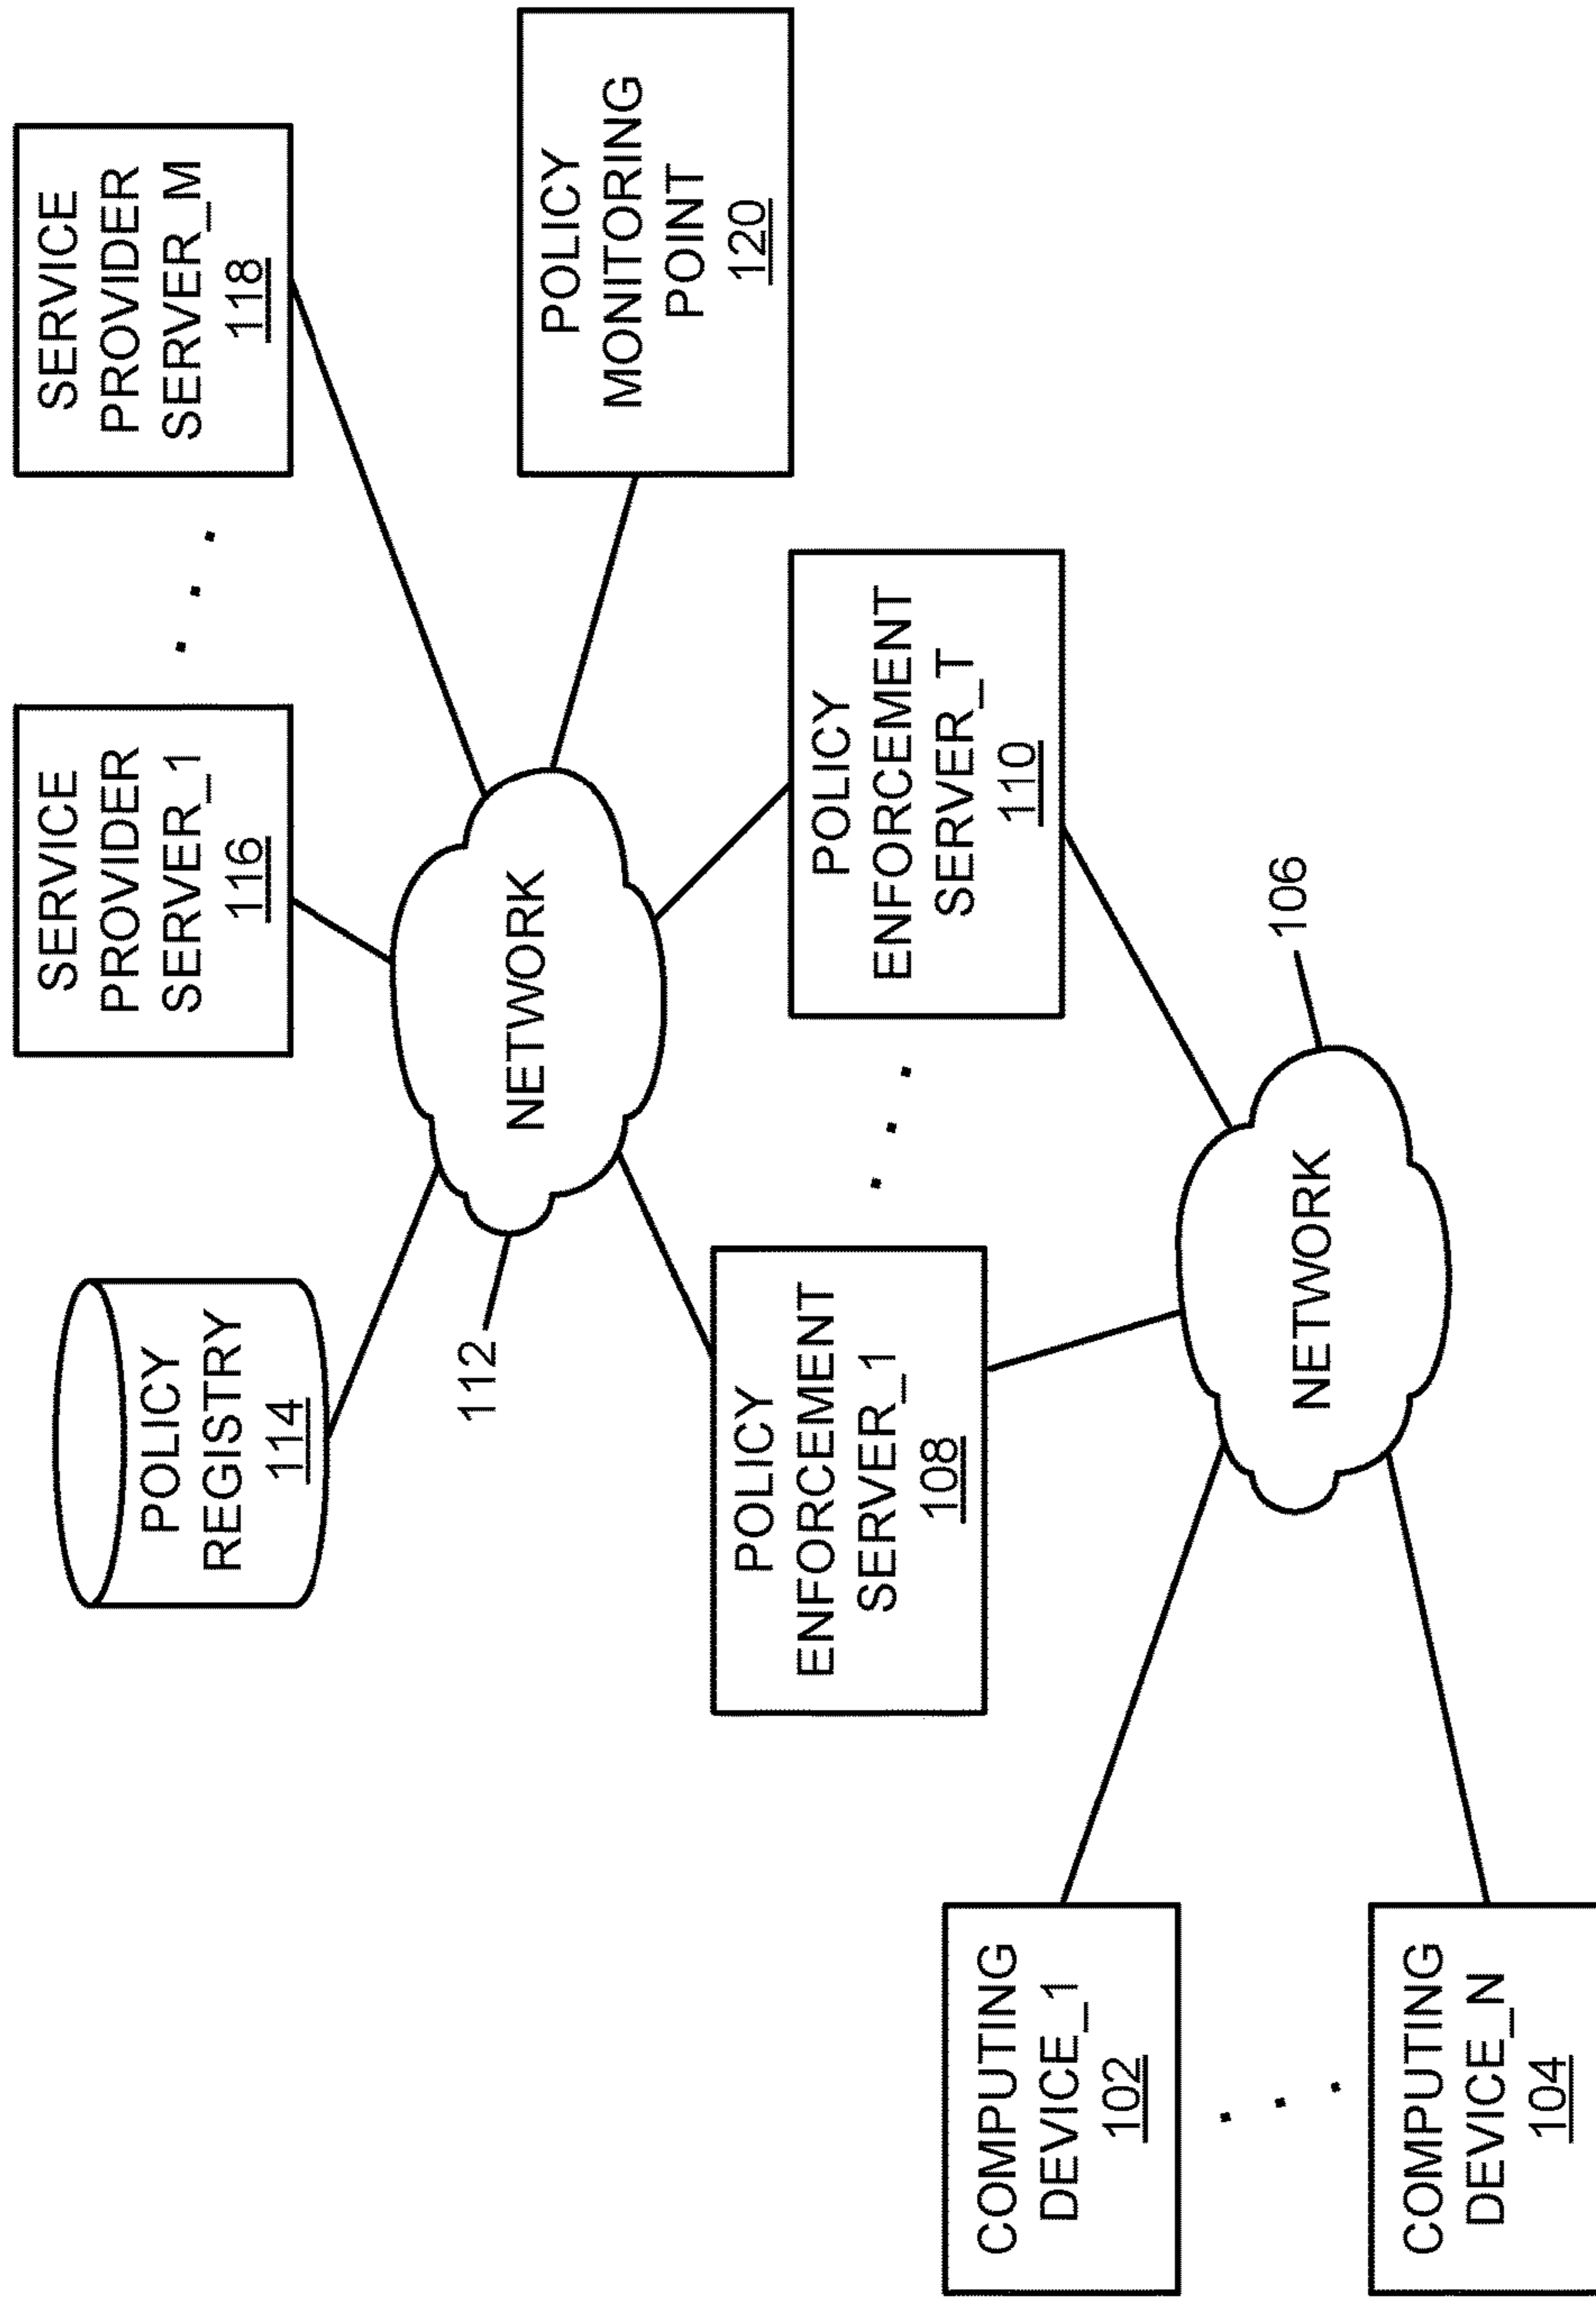 POLICY
REGISTRY
114
SERVICE
PROVIDER
SERVER_1
116
SERVICE
PROVIDER
SERVER_M
118
112
NETWORK
POLICY
MONITORING
POINT
120
POLICY
ENFORCEMENT
SERVER_1
108
POLICY
ENFORCEMENT
SERVER_T
110
COMPUTING
DEVICE_1
102
NETWORK
106
COMPUTING
DEVICE_N
104